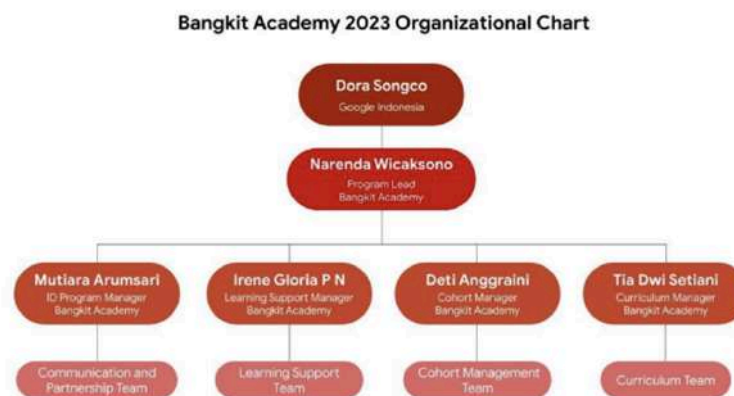 Bangkit Academy 2023 Organizational Chart
Dora Songco
Google Indonesia
Narenda Wicaksono
Program Lead
Bangkit Academy
Mutiara Arumsari
IO Program Manager
Bangkit Academy
Irene Gloria P N
Learning Support Manager
Bangkit Academy
Deti Anggraini
Cohort Manager
Bangkit Academy
Tia Dwi Setiani
Curriculum Manager
Bangkit Academy
Communication and
Partnership Team
Learning Support
Team
Cohort Management
Team
Curriculum Team